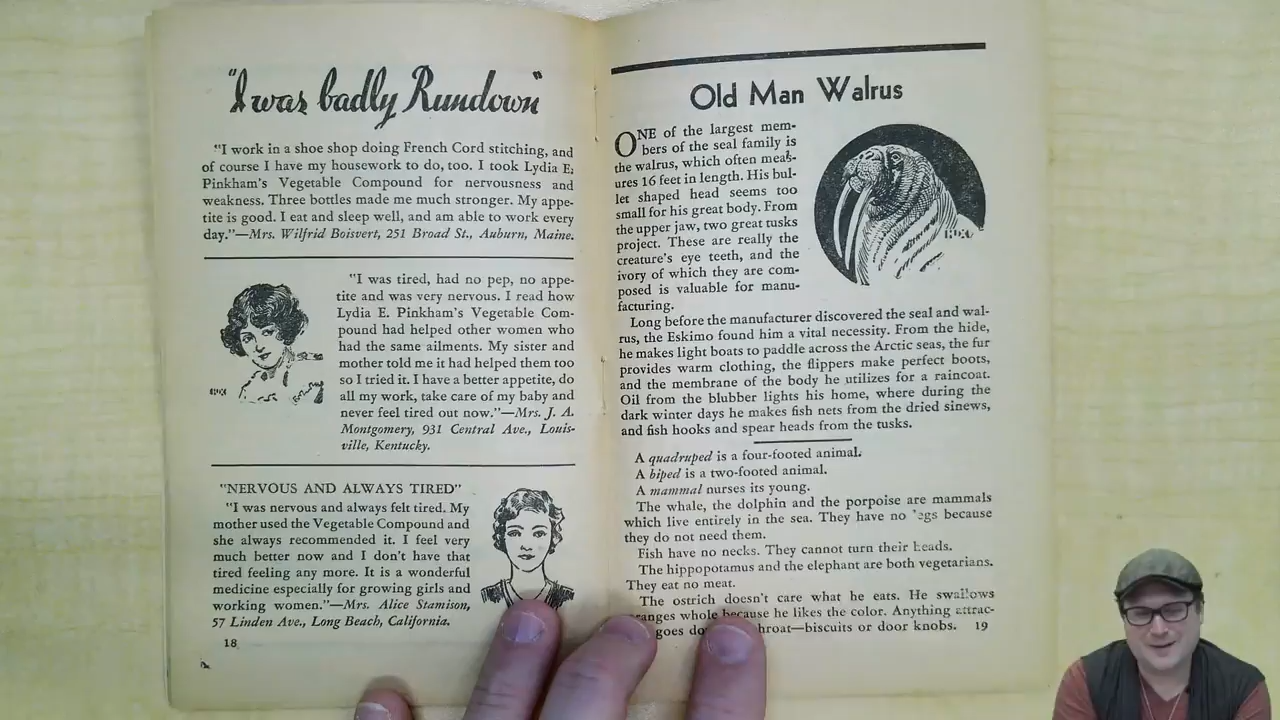 "I was badly Rundown"
"I work in a shoe shop doing French Cord stitching, and
of course I have my housework to do, too. I took Lydia E.
Pinkham's Vegetable Compound for nervousness and
weakness. Three bottles made me much stronger. My appe-
tite is good. I eat and sleep well, and am able to work every
day."—Mrs. Wilfrid Boisvert, 251 Broad St., Auburn, Maine.
"I was tired, had no pep, no appe-
tite and was very nervous. I read how
Lydia E. Pinkham's Vegetable Com-
pound had helped other women who
had the same ailments. My sister and
mother told me it had helped them too
so I tried it. I have a better appetite, do
all my work, take care of my baby and
never feel tired out now."—Mrs. J. A.
Montgomery, 931 Central Ave., Louis-
ville, Kentucky.
"NERVOUS AND ALWAYS TIRED"
"I was nervous and always felt tired. My
mother used the Vegetable Compound and
she always recommended it. I feel very
much better now and I don't have that
tired feeling any more. It is a wonderful
medicine especially for growing girls and
working women."—Mrs. Alice Stamison,
57 Linden Ave., Long Beach, California.
18
Old Man Walrus
ONE of the largest mem-
bers of the seal family is
the walrus, which often meas-
ures 16 feet in length. His bul-
let shaped head seems too
small for his great body. From
the upper jaw, two great tusks
project. These are really the
creature's eye teeth, and the
ivory of which they are com-
posed is valuable for manu-
facturing.
Long before the manufacturer discovered the seal and wal-
rus, the Eskimo found him a vital necessity. From the hide,
he makes light boats to paddle across the Arctic seas, the fur
provides warm clothing, the flippers make perfect boots,
and the membrane of the body he utilizes for a raincoat.
Oil from the blubber lights his home, where during the
dark winter days he makes fish nets from the dried sinews,
and fish hooks and spear heads from the tusks.
A quadruped is a four-footed animal.
A biped is a two-footed animal.
A mammal nurses its young.
The whale, the dolphin and the porpoise are mammals
which live entirely in the sea. They have no legs because
they do not need them.
Fish have no necks. They cannot turn their heads.
The hippopotamus and the elephant are both vegetarians.
They eat no meat.
The ostrich doesn't care what he eats. He swallows
oranges whole because he likes the color. Anything attrac-
goes throat—biscuits or door knobs. 19